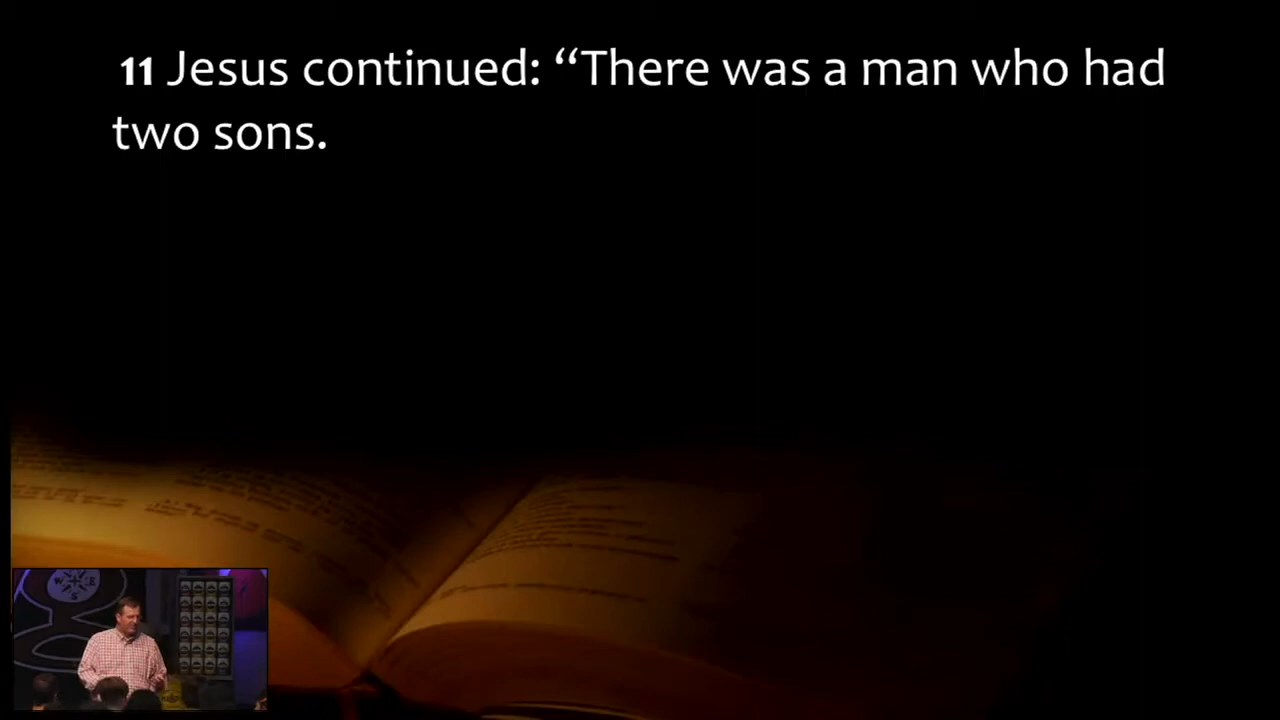 11 Jesus continued: “There was a man who had
two sons.
W E
S